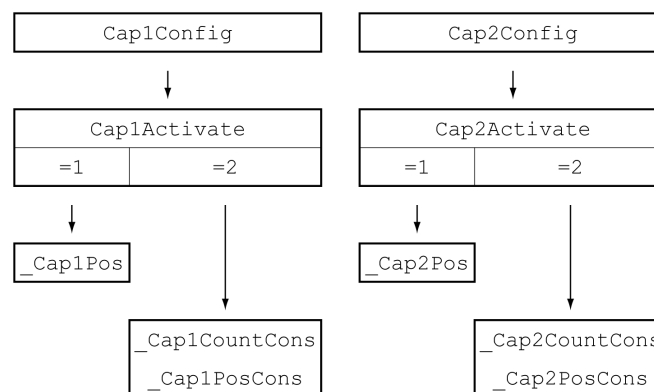 Cap1Config
Cap2Config
Cap1Activate
Cap2Activate
=1 =2
=1 =2
_Cap1Pos
_Cap2Pos
_Cap1CountCons
_Cap1PosCons
_Cap2CountCons
_Cap2PosCons